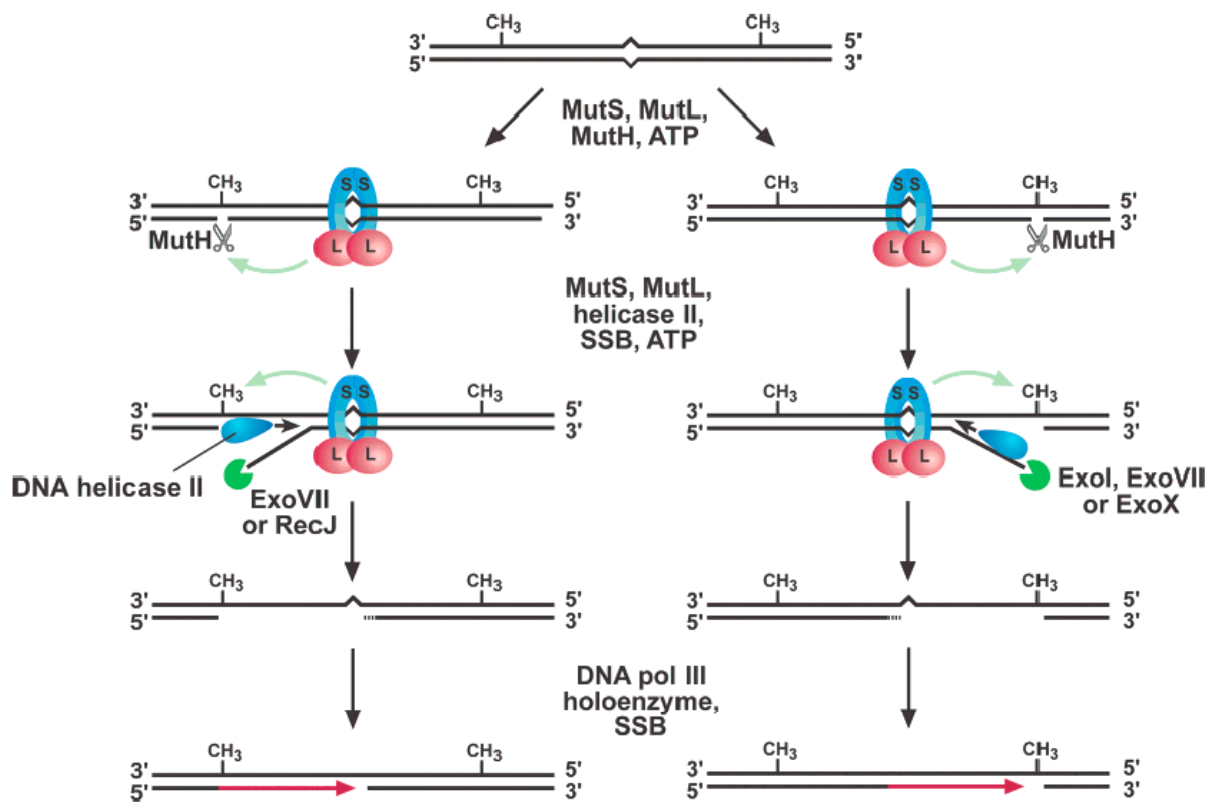 CH3 CH3
3' 5'
5' 3'
MutS, MutL,
MutH, ATP
CH3 S S CH3
3' 5'
5' 3'
MutH
L L
CH3 S S CH3
3' 5'
5' 3'
MutH
L L
MutS, MutL,
helicase II,
SSB, ATP
CH3 S S CH3
3' 5'
5' 3'
L L
DNA helicase II
ExoVII
or RecJ
CH3 S S CH3
3' 5'
5' 3'
L L
ExoI, ExoVII
or ExoX
CH3 CH3
3' 5'
5' 3'
CH3 CH3
3' 5'
5' 3'
DNA pol III
holoenzyme,
SSB
CH3 CH3
3' 5'
5' 3'
CH3 CH3
3' 5'
5' 3'